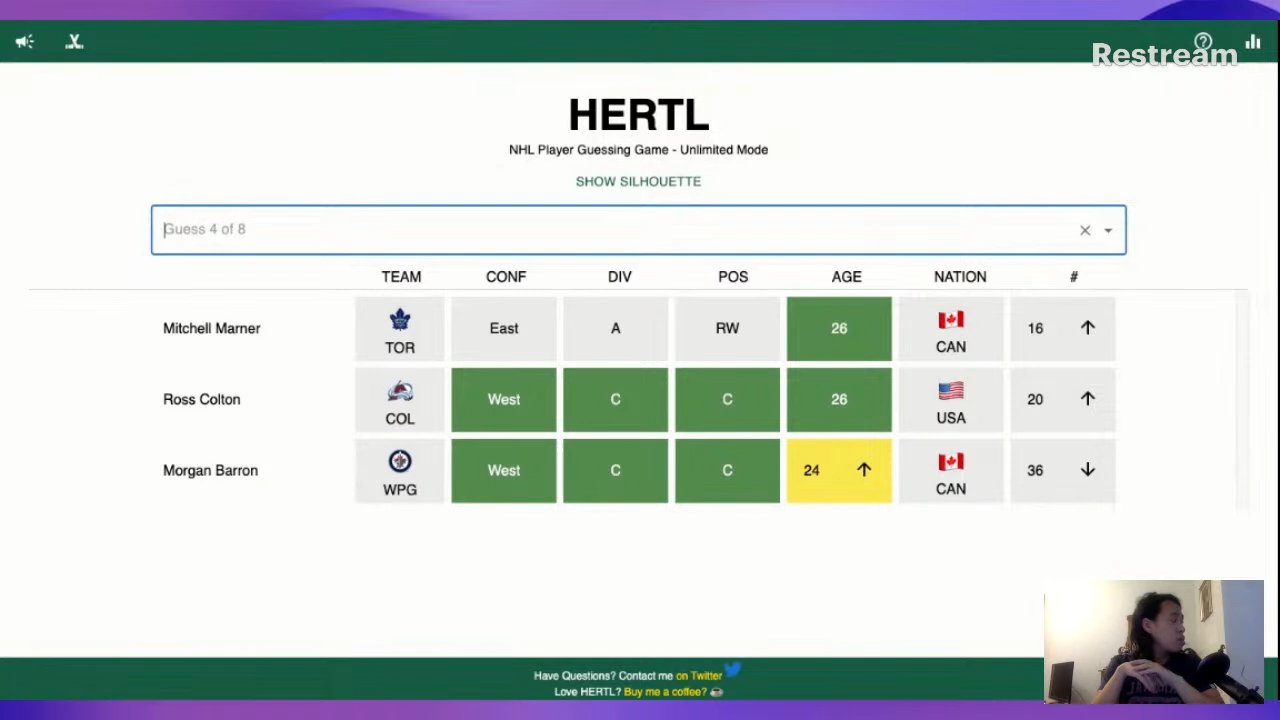 Restream
HERTL
NHL Player Guessing Game - Unlimited Mode
SHOW SILHOUETTE
Guess 4 of 8
TEAM CONF DIV POS AGE NATION #
Mitchell Marner TOR East A RW 26 CAN 16 ↑
Ross Colton COL West C C 26 USA 20 ↑
Morgan Barron WPG West C C 24 ↑ CAN 36 ↓
Have Questions? Contact me on Twitter
Love HERTL? Buy me a coffee?